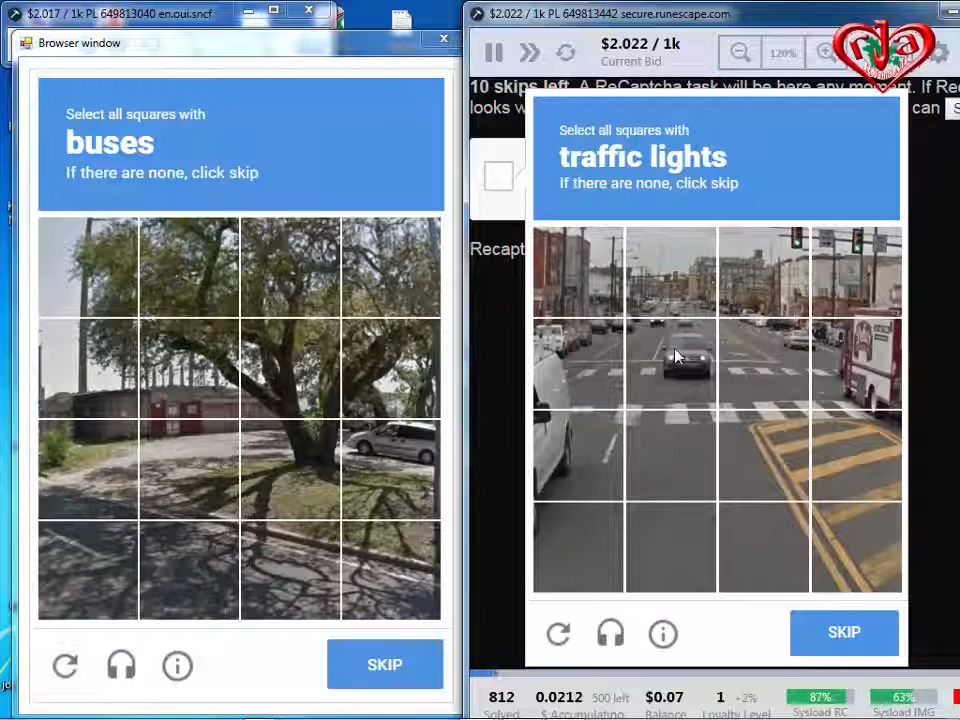 $2.017 / 1k PL 649813040 en.oui.sncf
Browser window
Select all squares with
buses
If there are none, click skip
SKIP
$2.022 / 1k PL 649813442 secure.runescape.com
$2.022 / 1k
Current Bid
120%
10 skips left. A ReCaptcha task will be here any moment. If Rec
looks w
can
Select all squares with
traffic lights
If there are none, click skip
Recapt
SKIP
812
Solved
0.0212
500 left
$ Accumulating
$0.07
Balance
1 +2%
Loyalty Level
87%
Sysload RC
63%
Sysload IMG